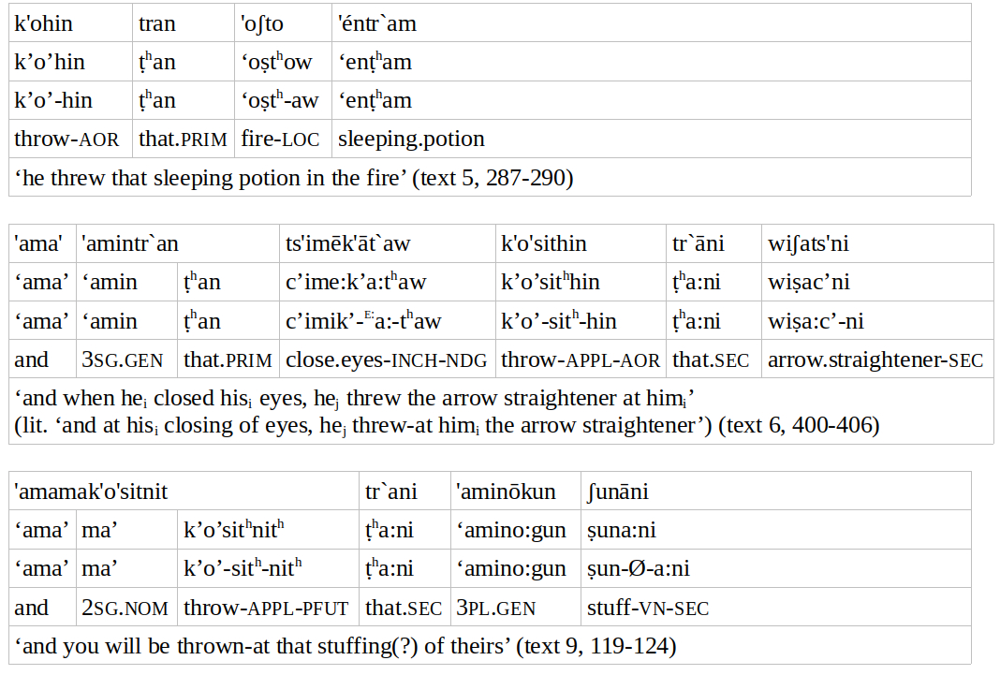 k'ohin tran 'oʃto 'éntr`am
k’o’hin ṭʰan ‘oṣtʰow ‘enṭʰam
k’o’-hin ṭʰan ‘oṣtʰ-aw ‘enṭʰam
throw-AOR that.PRIM fire-LOC sleeping.potion
‘he threw that sleeping potion in the fire’ (text 5, 287-290)
'ama' 'amintr`an ts'imēk'āt`aw k'o'sithin tr`āni wiʃats'ni
‘ama’ ‘amin ṭʰan c’ime:k’a:tʰaw k’o’sitʰhin ṭʰa:ni wiṣac’ni
‘ama’ ‘amin ṭʰan c’imik’-ᴱ:a:-tʰaw k’o’-sitʰ-hin ṭʰa:ni wiṣa:c’-ni
and 3SG.GEN that.PRIM close.eyes-INCH-NDG throw-APPL-AOR that.SEC arrow.straightener-SEC
‘and when heᵢ closed hisᵢ eyes, heⱼ threw the arrow straightener at himᵢ’
(lit. ‘and at hisᵢ closing of eyes, heⱼ threw-at himᵢ the arrow straightener’) (text 6, 400-406)
'amamak'o'sitnit tr`ani 'aminōkun ʃunāni
‘ama’ ma’ k’o’sitʰnitʰ ṭʰa:ni ‘amino:gun ṣuna:ni
‘ama’ ma’ k’o’-sitʰ-nitʰ ṭʰa:ni ‘amino:gun ṣun-Ø-a:ni
and 2SG.NOM throw-APPL-PFUT that.SEC 3PL.GEN stuff-VN-SEC
‘and you will be thrown-at that stuffing(?) of theirs’ (text 9, 119-124)